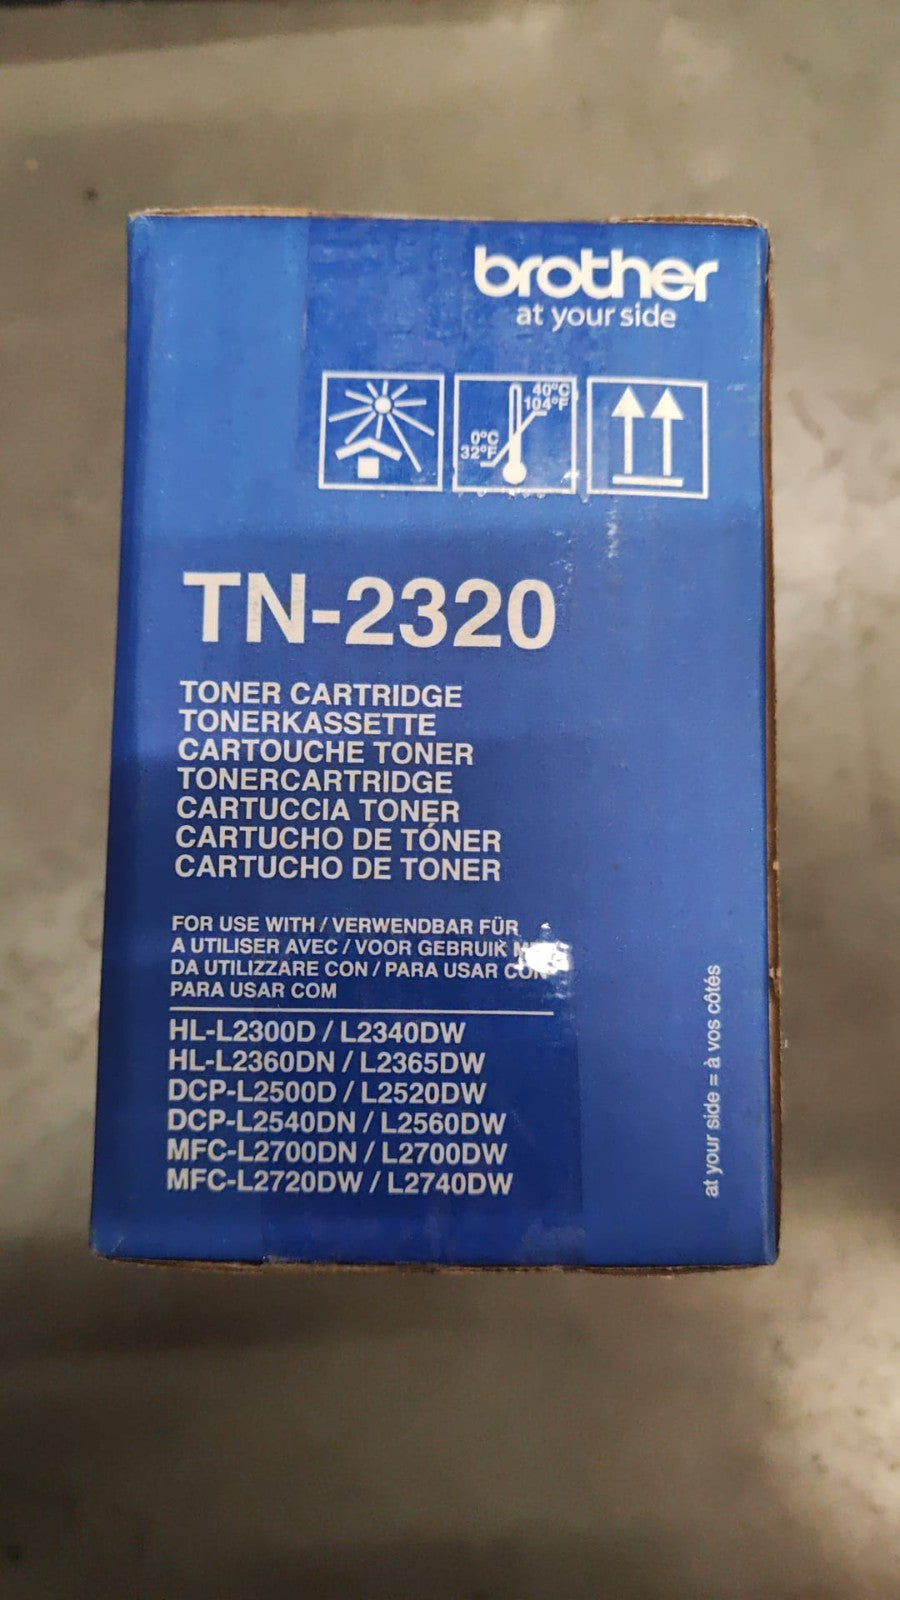 brother
at your side
40°C
104°F
0°C
32°F
TN-2320
TONER CARTRIDGE
TONERKASSETTE
CARTOUCHE TONER
TONERCARTRIDGE
CARTUCCIA TONER
CARTUCHO DE TÓNER
CARTUCHO DE TONER
FOR USE WITH / VERWENDBAR FÜR
A UTILISER AVEC / VOOR GEBRUIK
DA UTILIZZARE CON / PARA USAR CON
PARA USAR COM
HL-L2300D / L2340DW
HL-L2360DN / L2365DW
DCP-L2500D / L2520DW
DCP-L2540DN / L2560DW
MFC-L2700DN / L2700DW
MFC-L2720DW / L2740DW
at your side = à vos côtés